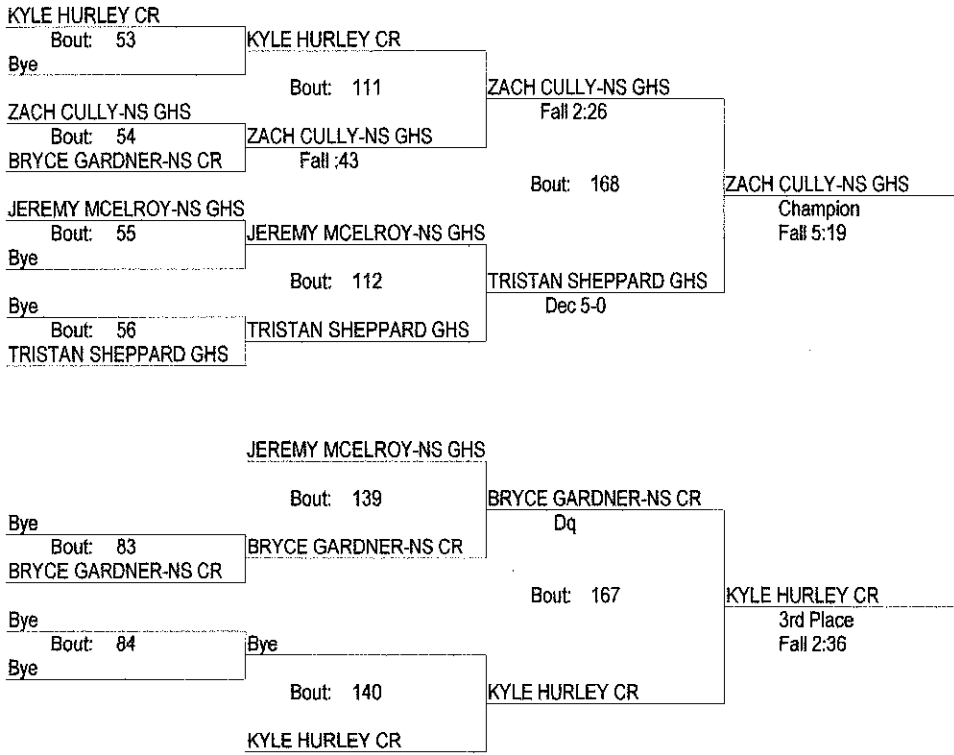 KYLE HURLEY CR
Bout: 53
Bye
KYLE HURLEY CR
Bout: 111
ZACH CULLY-NS GHS
Bout: 54
BRYCE GARDNER-NS CR
ZACH CULLY-NS GHS
Fall :43
ZACH CULLY-NS GHS
Fall 2:26
Bout: 168
ZACH CULLY-NS GHS
Champion
Fall 5:19
JEREMY MCELROY-NS GHS
Bout: 55
Bye
JEREMY MCELROY-NS GHS
Bout: 112
Bye
Bout: 56
TRISTAN SHEPPARD GHS
TRISTAN SHEPPARD GHS
TRISTAN SHEPPARD GHS
Dec 5-0
JEREMY MCELROY-NS GHS
Bout: 139
Bye
Bout: 83
BRYCE GARDNER-NS CR
BRYCE GARDNER-NS CR
BRYCE GARDNER-NS CR
Dq
Bout: 167
KYLE HURLEY CR
3rd Place
Fall 2:36
Bye
Bout: 84
Bye
Bye
Bout: 140
KYLE HURLEY CR
KYLE HURLEY CR